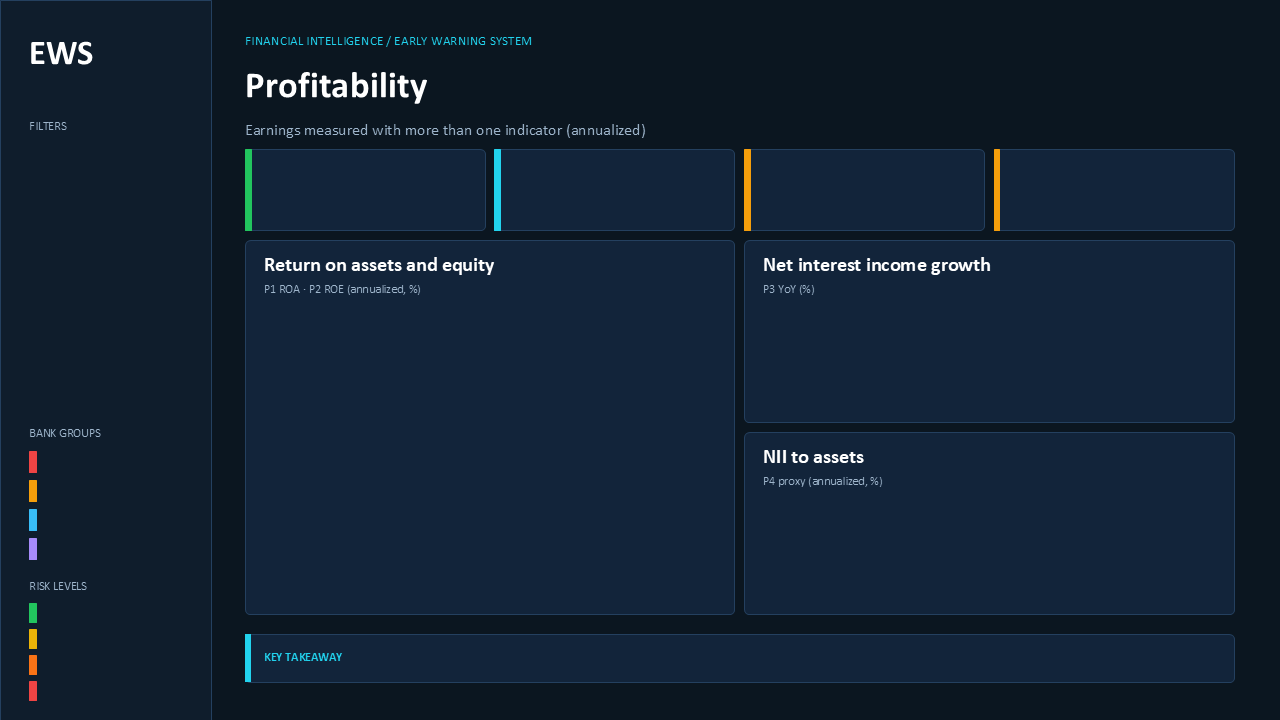 EWS
FILTERS
BANK GROUPS
RISK LEVELS
FINANCIAL INTELLIGENCE / EARLY WARNING SYSTEM
Profitability
Earnings measured with more than one indicator (annualized)
Return on assets and equity
P1 ROA · P2 ROE (annualized, %)
Net interest income growth
P3 YoY (%)
NII to assets
P4 proxy (annualized, %)
KEY TAKEAWAY